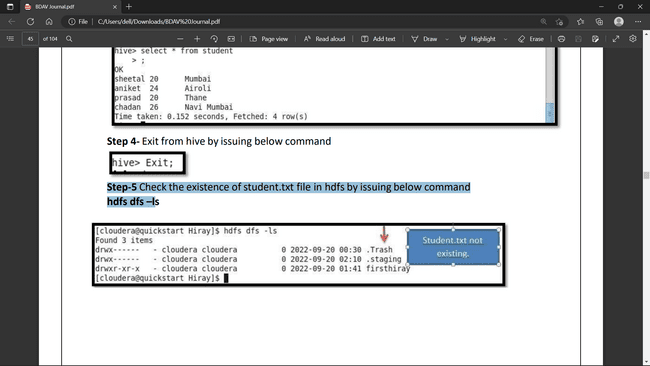 BDAV Journal.pdf
File
C:/Users/dell/Downloads/BDAV%20Journal.pdf
45 of 104
Page view
Read aloud
Add text
Draw
Highlight
Erase
hive> select * from student
> ;
OK
sheetal 20 Mumbai
aniket 24 Airoli
prasad 20 Thane
chadan 26 Navi Mumbai
Time taken: 0.152 seconds, Fetched: 4 row(s)
Step 4- Exit from hive by issuing below command
hive> Exit;
Step-5 Check the existence of student.txt file in hdfs by issuing below command
hdfs dfs –ls
[cloudera@quickstart Hiray]$ hdfs dfs -ls
Found 3 items
drwx------ - cloudera cloudera 0 2022-09-20 00:30 .Trash
drwx------ - cloudera cloudera 0 2022-09-20 02:10 .staging
drwxr-xr-x - cloudera cloudera 0 2022-09-20 01:41 firsthiray
[cloudera@quickstart Hiray]$
Student.txt not
existing.